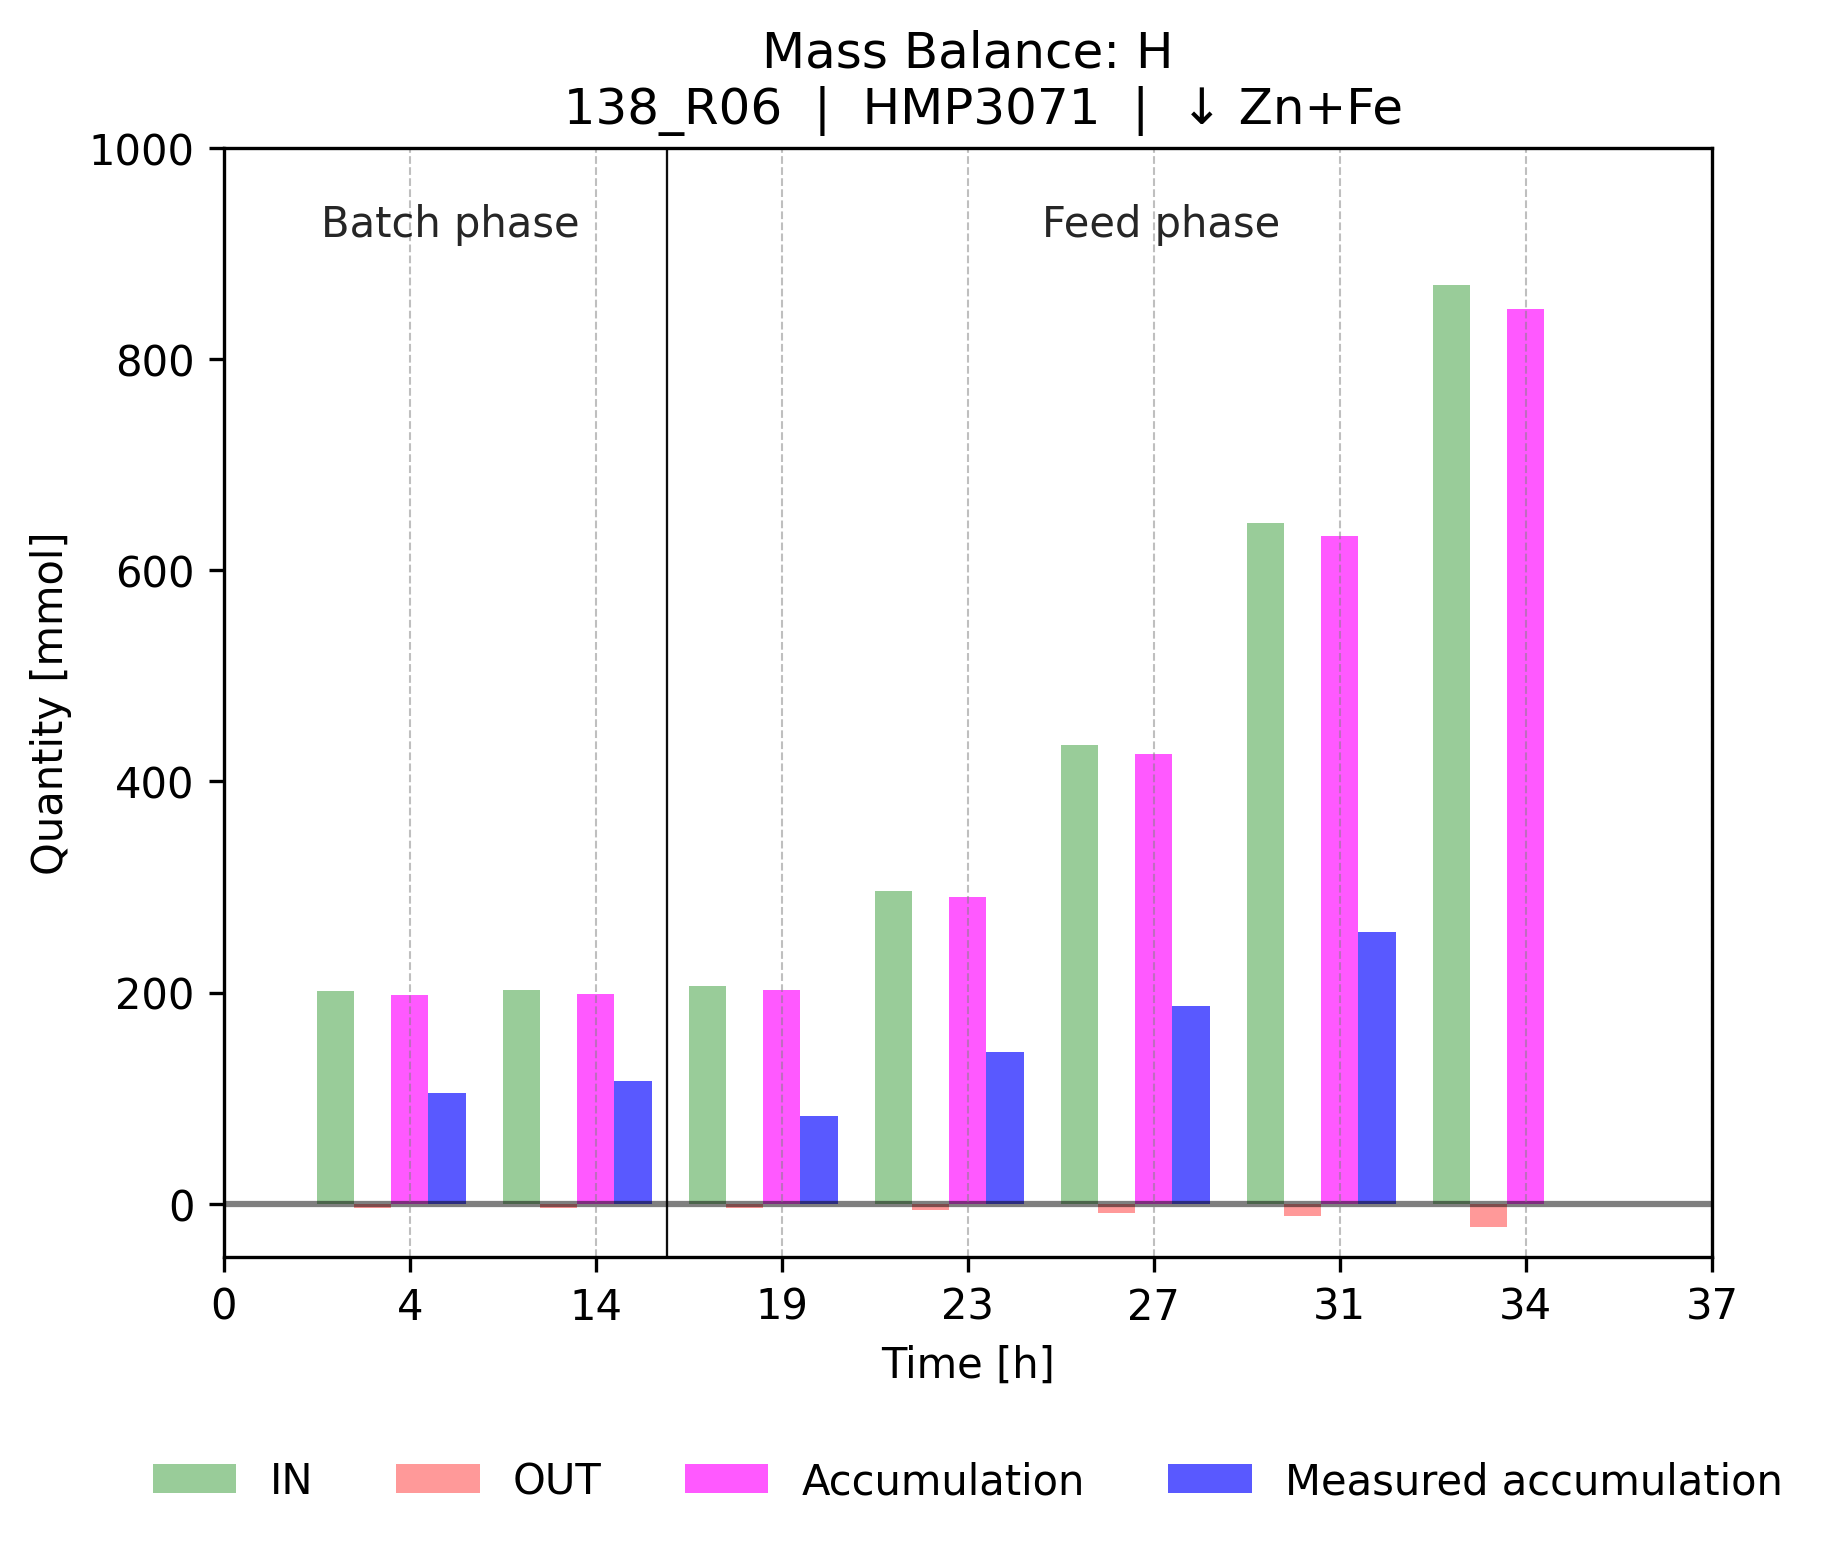 Mass Balance: H
138_R06 | HMP3071 | ↓ Zn+Fe
1000
800
600
400
200
0
Quantity [mmol]
Batch phase
Feed phase
0 4 14 19 23 27 31 34 37
Time [h]
IN OUT Accumulation Measured accumulation